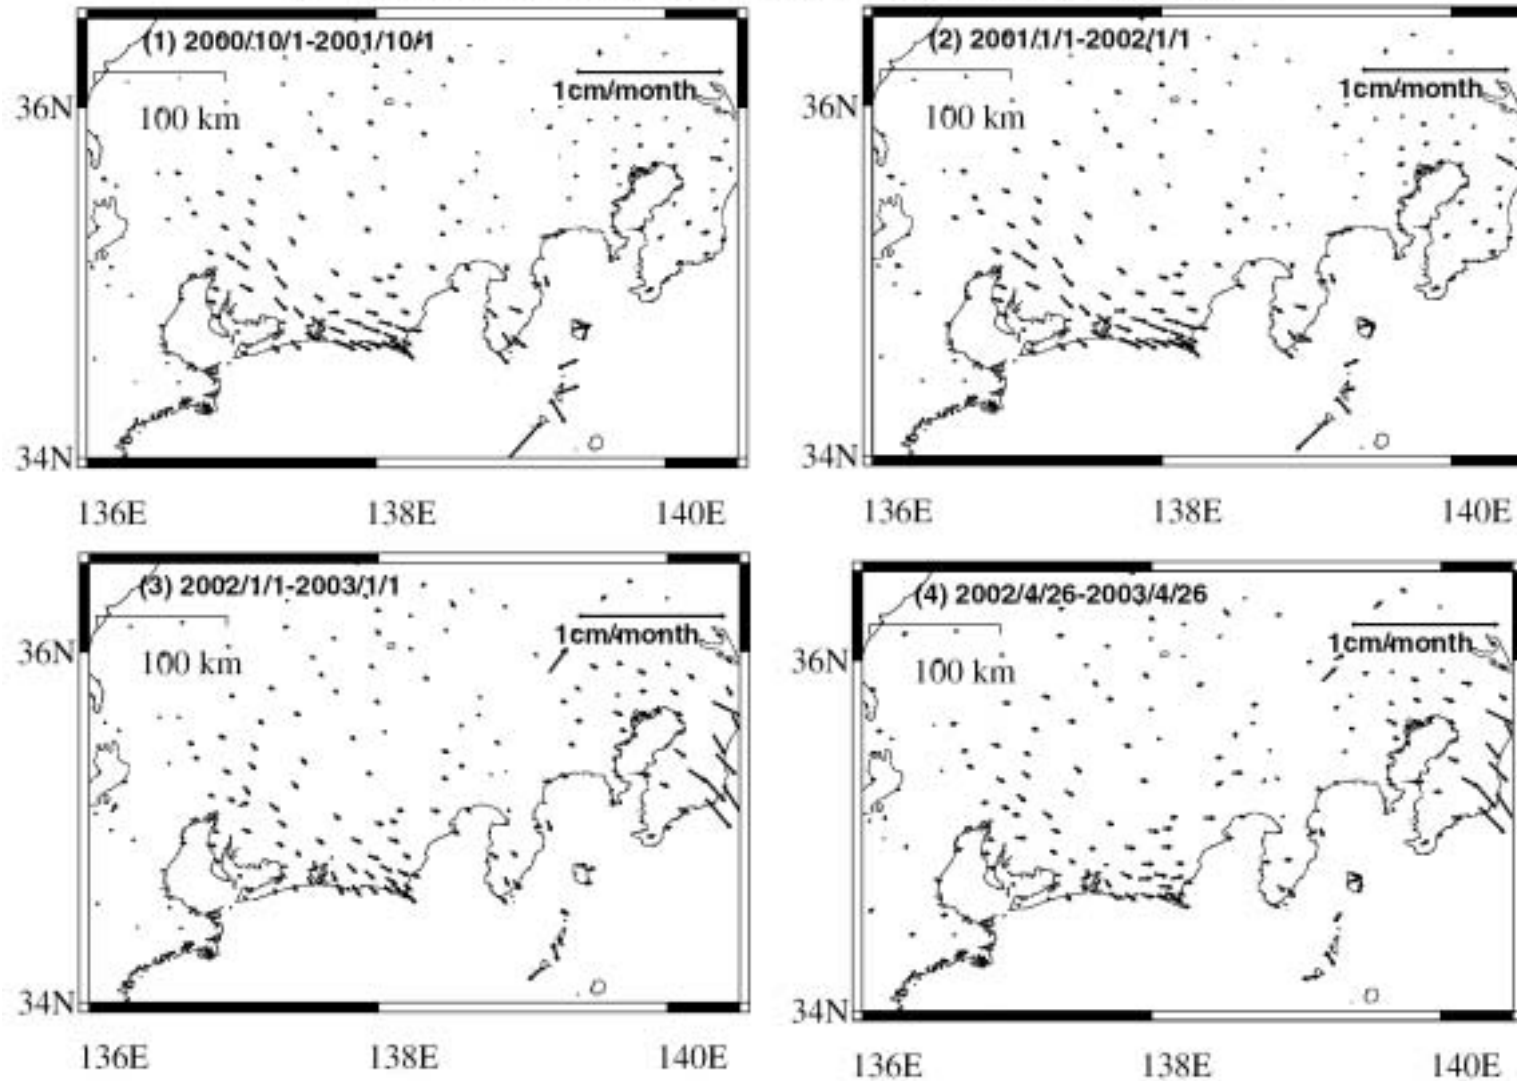 (1) 2000/10/1-2001/10/1
1cm/month
100 km
36N
34N
136E 138E 140E
(2) 2001/1/1-2002/1/1
1cm/month
100 km
36N
34N
136E 138E 140E
(3) 2002/1/1-2003/1/1
1cm/month
100 km
36N
34N
136E 138E 140E
(4) 2002/4/26-2003/4/26
1cm/month
100 km
36N
34N
136E 138E 140E